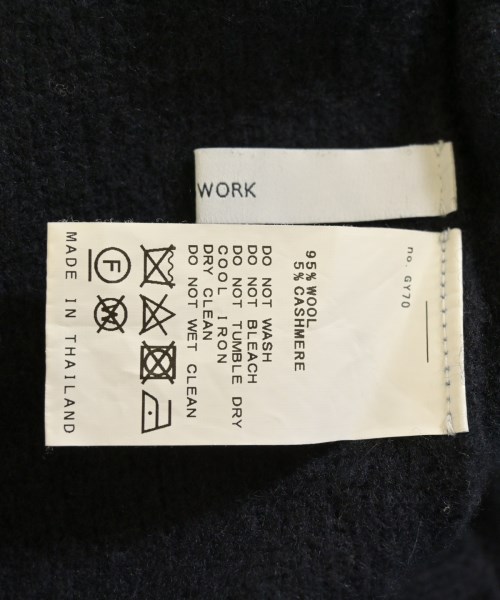 WORK
no. GY70
95% WOOL
5% CASHMERE
DO NOT WASH
DO NOT BLEACH
DO NOT TUMBLE DRY
COOL IRON
DRY CLEAN
DO NOT WET CLEAN
F
W
MADE IN THAILAND